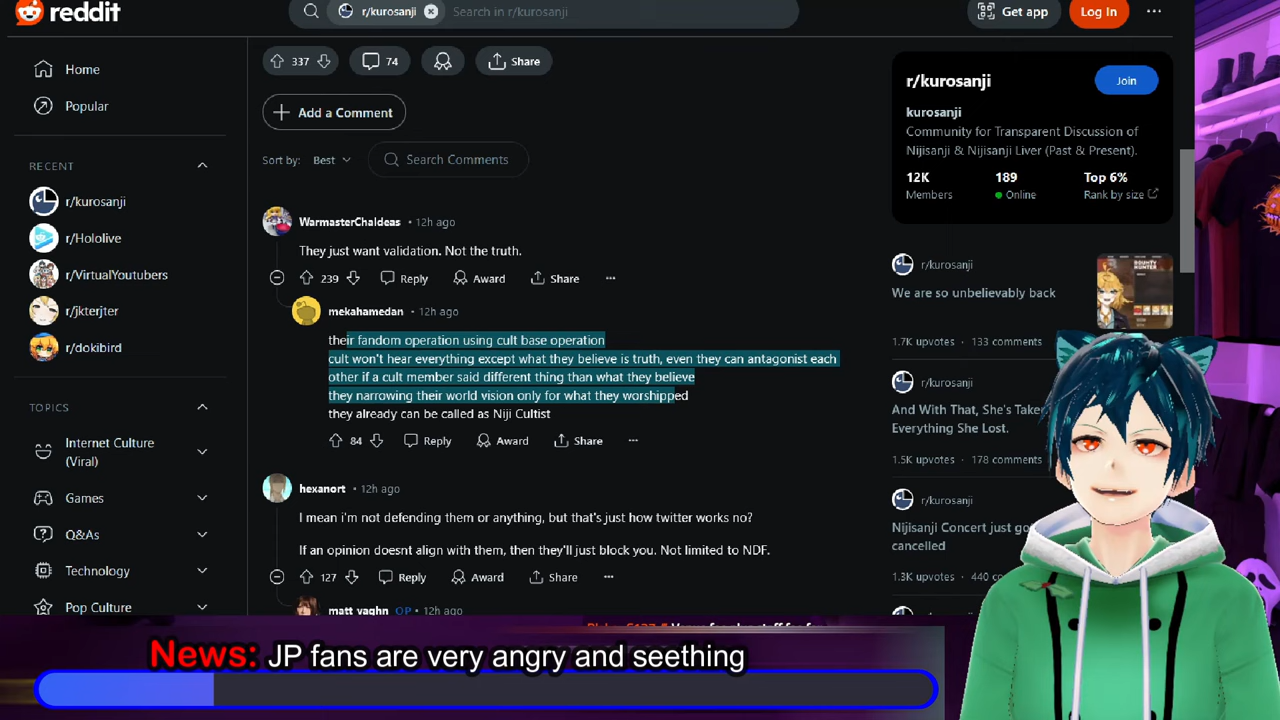 reddit
r/kurosanji
Search in r/kurosanji
Get app
Log In
Home
Popular
RECENT
r/kurosanji
r/Hololive
r/VirtualYoutubers
r/jkterjter
r/dokibird
TOPICS
Internet Culture
(Viral)
Games
Q&As
Technology
Pop Culture
337
74
Share
Add a Comment
Sort by:
Best
Search Comments
WarmasterChaldeas • 12h ago
They just want validation. Not the truth.
239
Reply
Award
Share
mekahamedan • 12h ago
their fandom operation using cult base operation
cult won't hear everything except what they believe is truth, even they can antagonist each
other if a cult member said different thing than what they believe
they narrowing their world vision only for what they worshipped
they already can be called as Niji Cultist
84
Reply
Award
Share
hexanort • 12h ago
I mean i'm not defending them or anything, but that's just how twitter works no?
If an opinion doesnt align with them, then they'll just block you. Not limited to NDF.
127
Reply
Award
Share
matt_vaghn OP • 12h ago
r/kurosanji
Join
kurosanji
Community for Transparent Discussion of
Nijisanji & Nijisanji Liver (Past & Present).
12K
189
Top 6%
Members
Online
Rank by size
r/kurosanji
We are so unbelievably back
BOUNTY
HUNTER
1.7K upvotes • 133 comments
r/kurosanji
And With That, She's Taken
Everything She Lost.
1.5K upvotes • 178 comments
r/kurosanji
Nijisanji Concert just go
cancelled
1.3K upvotes • 440 co
News: JP fans are very angry and seething